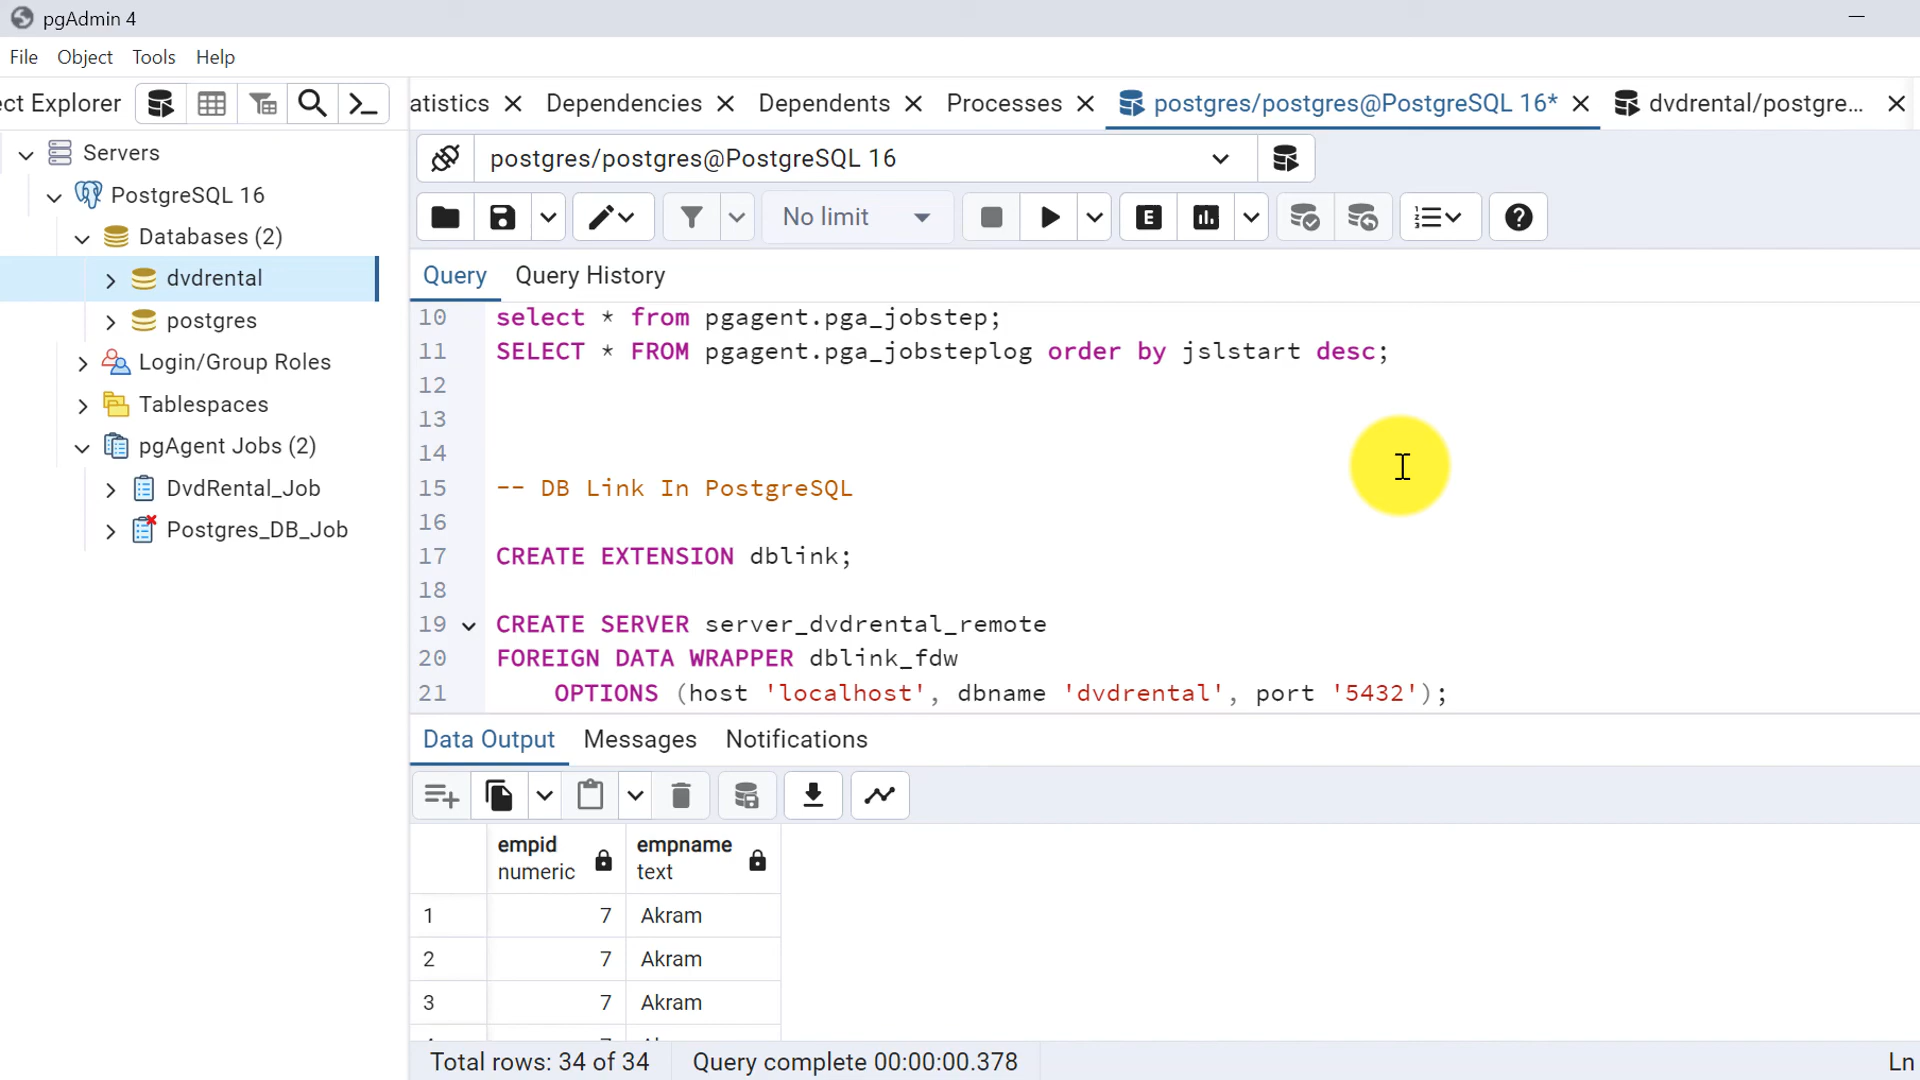 pgAdmin 4
File Object Tools Help
ect Explorer
atistics Dependencies Dependents Processes postgres/postgres@PostgreSQL 16* dvdrental/postgre...
Servers
PostgreSQL 16
Databases (2)
dvdrental
postgres
Login/Group Roles
Tablespaces
pgAgent Jobs (2)
DvdRental_Job
Postgres_DB_Job
postgres/postgres@PostgreSQL 16
No limit
E
Query Query History
10 select * from pgagent.pga_jobstep;
11 SELECT * FROM pgagent.pga_jobsteplog order by jslstart desc;
12
13
14
15 -- DB Link In PostgreSQL
16
17 CREATE EXTENSION dblink;
18
19 CREATE SERVER server_dvdrental_remote
20 FOREIGN DATA WRAPPER dblink_fdw
21 OPTIONS (host 'localhost', dbname 'dvdrental', port '5432');
Data Output Messages Notifications
empid empname
numeric text
1 7 Akram
2 7 Akram
3 7 Akram
Total rows: 34 of 34 Query complete 00:00:00.378 Ln